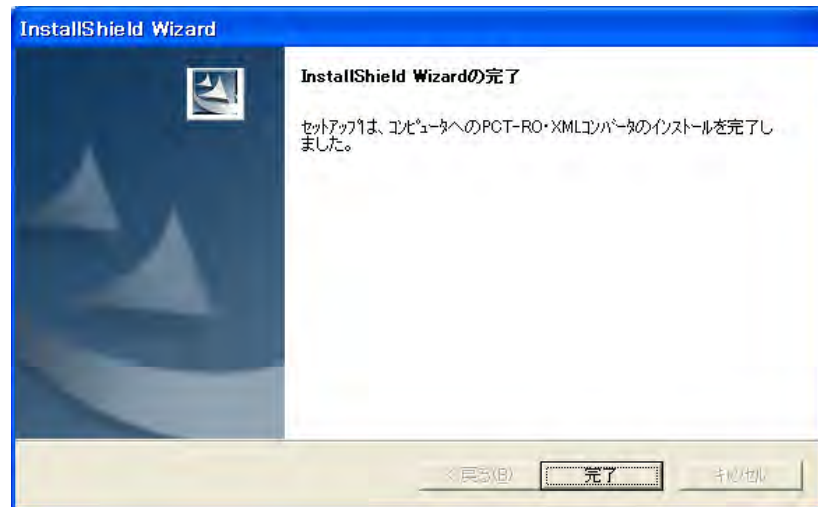 InstallShield Wizard
InstallShield Wizardの完了
セットアップは、コンピュータへのPCT-RO・XMLコンバータのインストールを完了し
ました。
< 戻る(B)
完了
キャンセル